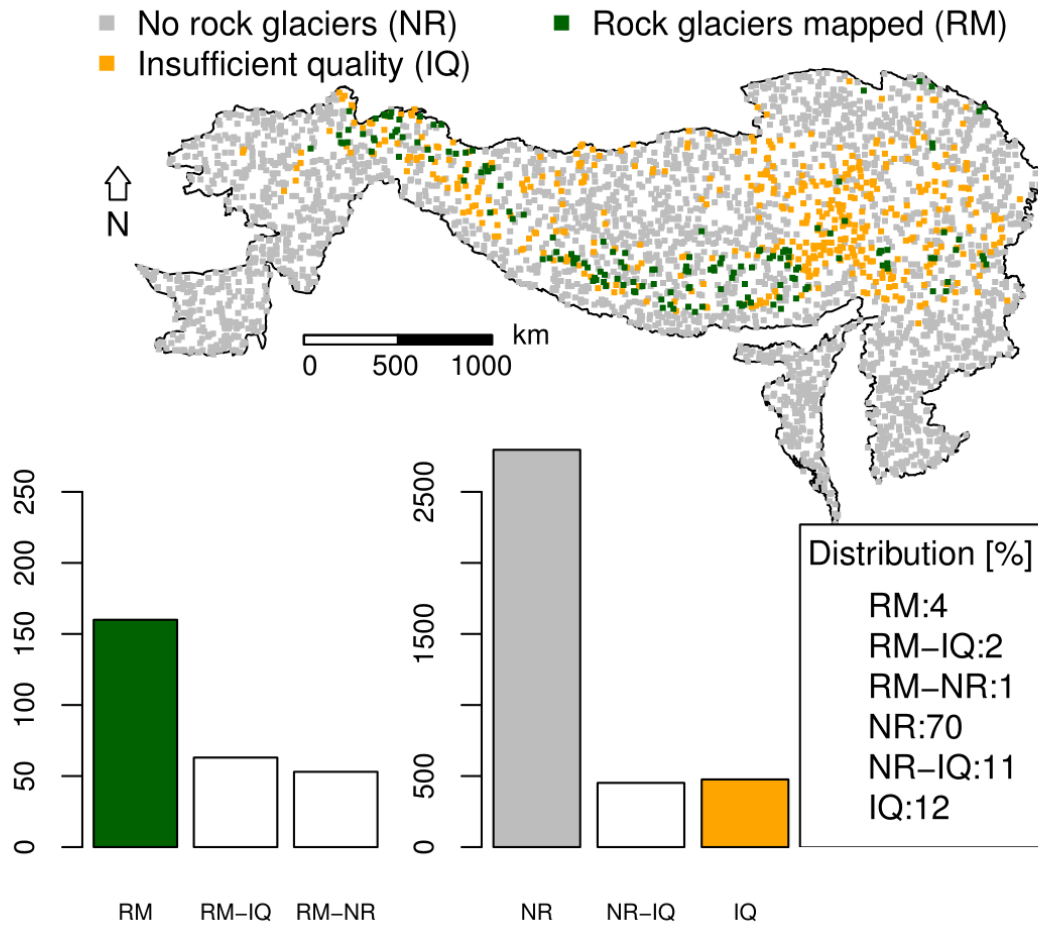 No rock glaciers (NR)
Rock glaciers mapped (RM)
Insufficient quality (IQ)
N
km
0 500 1000
250
200
150
100
50
0
2500
1500
500
0
Distribution [%]
RM:4
RM−IQ:2
RM−NR:1
NR:70
NR−IQ:11
IQ:12
RM RM−IQ RM−NR NR NR−IQ IQ